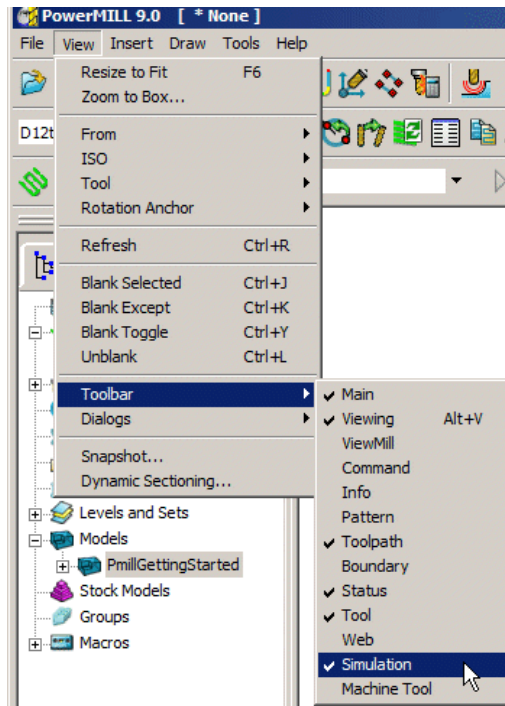 PowerMILL 9.0 [ * None ]
File View Insert Draw Tools Help
Resize to Fit F6
Zoom to Box...
D12t
From
ISO
Tool
Rotation Anchor
Refresh Ctrl+R
Blank Selected Ctrl+J
Blank Except Ctrl+K
Blank Toggle Ctrl+Y
Unblank Ctrl+L
Toolbar
Dialogs
Snapshot...
Dynamic Sectioning...
Main
Viewing Alt+V
ViewMill
Command
Info
Pattern
Toolpath
Boundary
Status
Tool
Web
Simulation
Machine Tool
Levels and Sets
Models
PmillGettingStarted
Stock Models
Groups
Macros